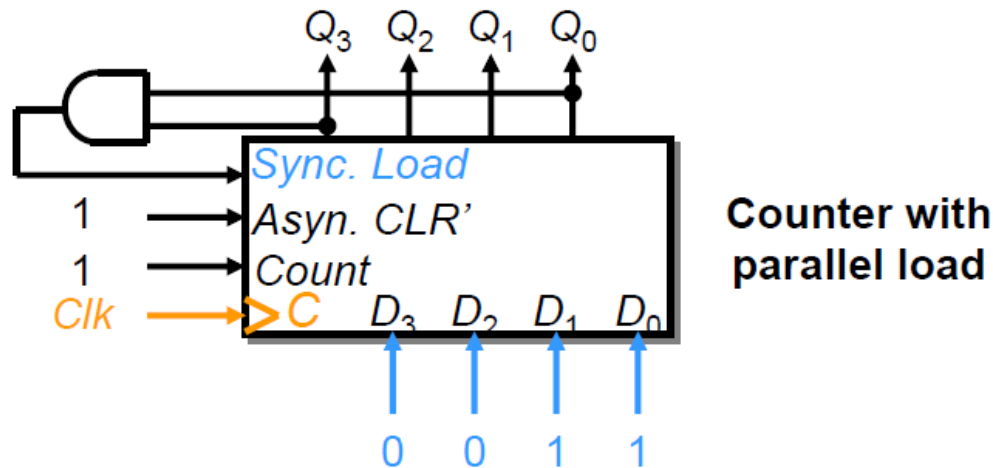 Q3 Q2 Q1 Q0
Sync. Load
1 Asyn. CLR’
1 Count
Clk C D3 D2 D1 D0
0 0 1 1
Counter with
parallel load